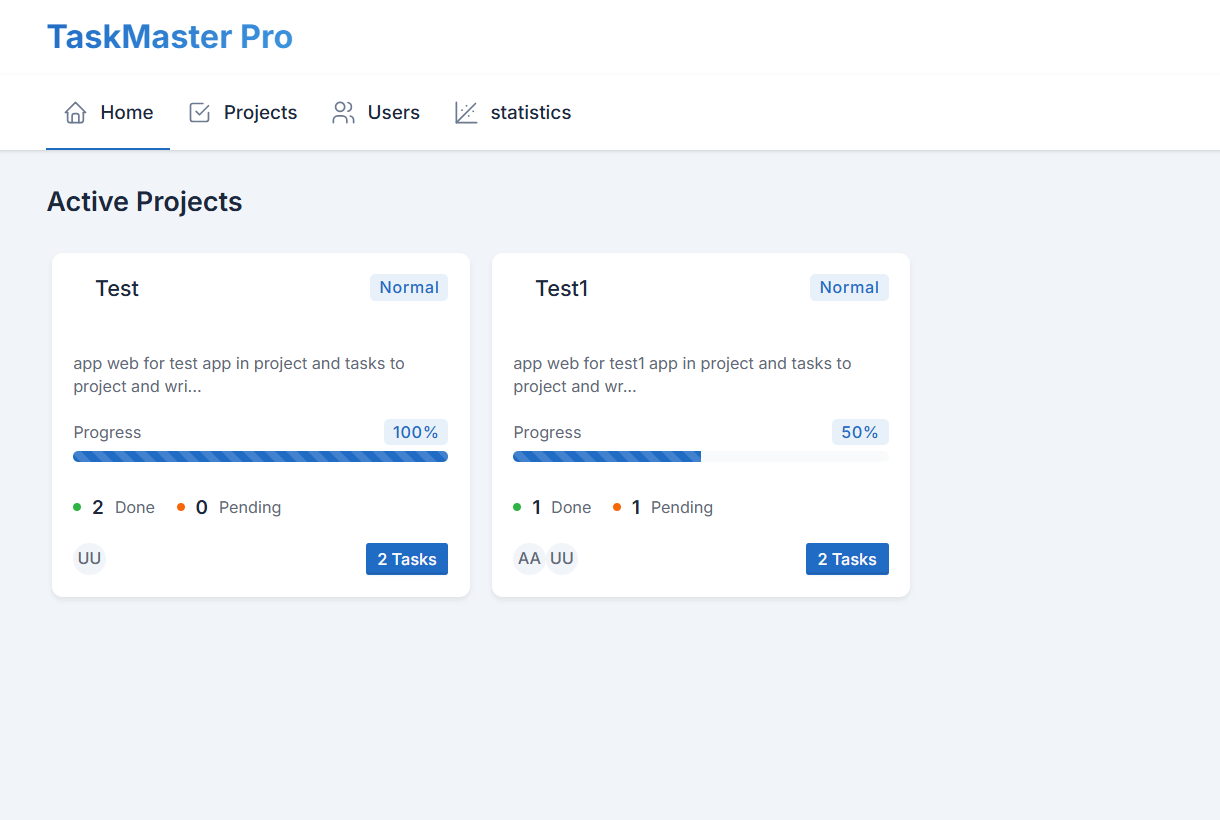 TaskMaster Pro
Home Projects Users statistics
Active Projects
Test Normal
app web for test app in project and tasks to
project and wri...
Progress 100%
2 Done 0 Pending
UU 2 Tasks
Test1 Normal
app web for test1 app in project and tasks to
project and wr...
Progress 50%
1 Done 1 Pending
AA UU 2 Tasks